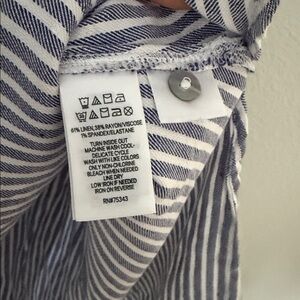 61% LINEN, 38% RAYON/VISCOSE
1% SPANDEX/ELASTANE
TURN INSIDE OUT
MACHINE WASH COOL-
DELICATE CYCLE
WASH WITH LIKE COLORS
ONLY NON-CHLORINE
BLEACH WHEN NEEDED
LINE DRY
LOW IRON IF NEEDED
IRON ON REVERSE
RN#75343